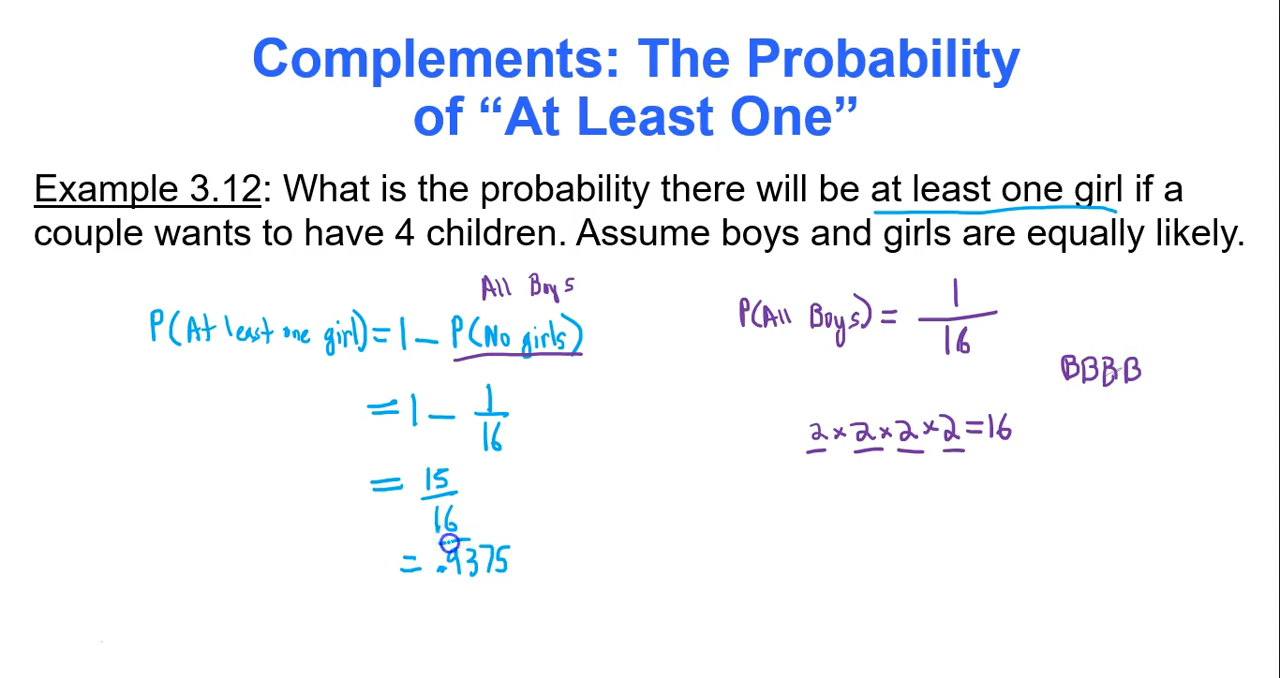 Complements: The Probability
of “At Least One”
Example 3.12: What is the probability there will be at least one girl if a
couple wants to have 4 children. Assume boys and girls are equally likely.
All Boys
P(At least one girl) = 1 - P(No girls)
= 1 - 1/16
= 15/16
= .9375
P(All Boys) = 1/16
BBBB
2 × 2 × 2 × 2 = 16